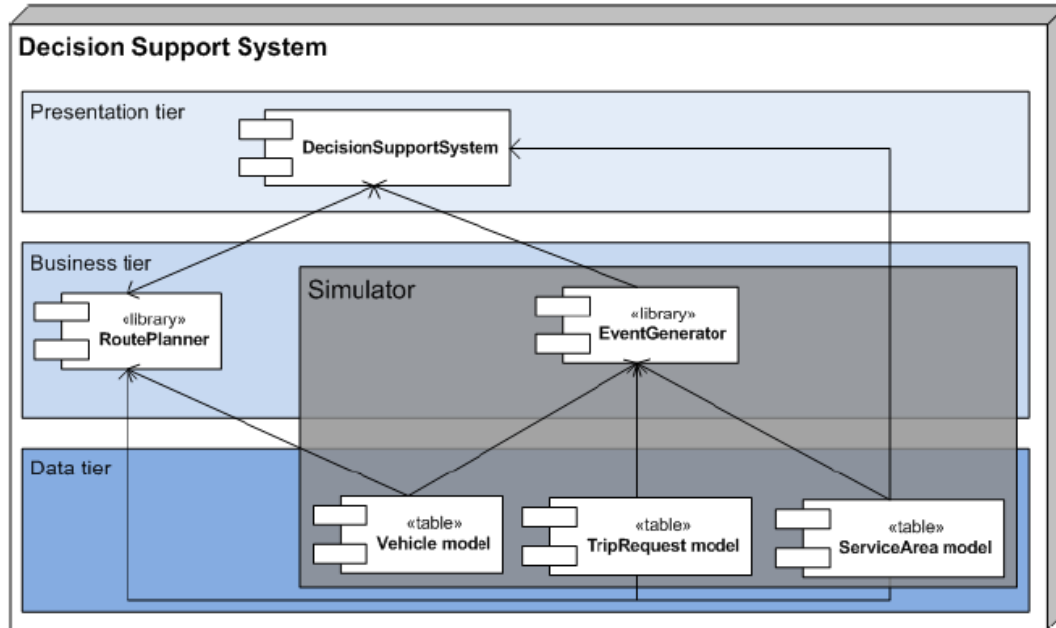 Decision Support System
Presentation tier
DecisionSupportSystem
Business tier
Simulator
«library»
RoutePlanner
«library»
EventGenerator
Data tier
«table»
Vehicle model
«table»
TripRequest model
«table»
ServiceArea model